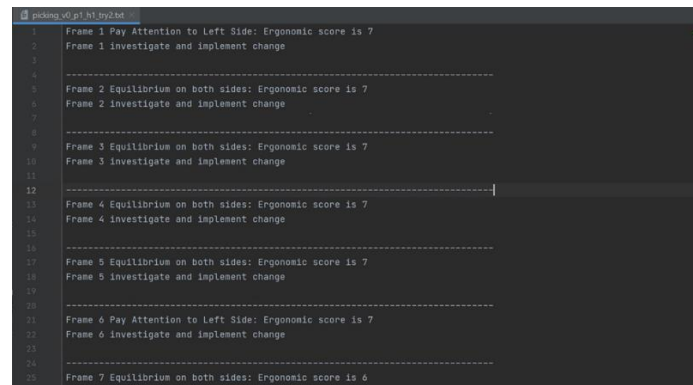 picking_v0_p1_h1_try2.txt ×
1 Frame 1 Pay Attention to Left Side: Ergonomic score is 7
2 Frame 1 investigate and implement change
3
4 --------------------------------------------------------------------------------
5 Frame 2 Equilibrium on both sides: Ergonomic score is 7
6 Frame 2 investigate and implement change
7
8 --------------------------------------------------------------------------------
9 Frame 3 Equilibrium on both sides: Ergonomic score is 7
10 Frame 3 investigate and implement change
11
12 --------------------------------------------------------------------------------
13 Frame 4 Equilibrium on both sides: Ergonomic score is 7
14 Frame 4 investigate and implement change
15
16 --------------------------------------------------------------------------------
17 Frame 5 Equilibrium on both sides: Ergonomic score is 7
18 Frame 5 investigate and implement change
19
20 --------------------------------------------------------------------------------
21 Frame 6 Pay Attention to Left Side: Ergonomic score is 7
22 Frame 6 investigate and implement change
23
24 --------------------------------------------------------------------------------
25 Frame 7 Equilibrium on both sides: Ergonomic score is 6